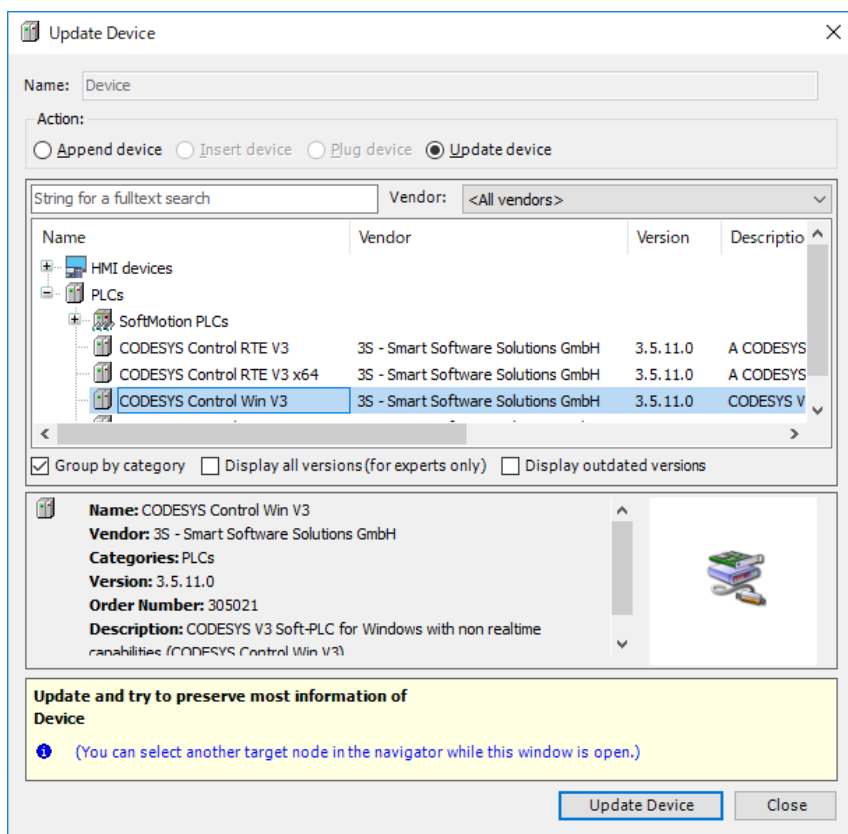 Update Device
Name: Device
Action:
Append device Insert device Plug device Update device
String for a fulltext search Vendor: <All vendors>
Name Vendor Version Descriptio
HMI devices
PLCs
SoftMotion PLCs
CODESYS Control RTE V3 3S - Smart Software Solutions GmbH 3.5.11.0 A CODESYS
CODESYS Control RTE V3 x64 3S - Smart Software Solutions GmbH 3.5.11.0 A CODESYS
CODESYS Control Win V3 3S - Smart Software Solutions GmbH 3.5.11.0 CODESYS V
Group by category Display all versions (for experts only) Display outdated versions
Name: CODESYS Control Win V3
Vendor: 3S - Smart Software Solutions GmbH
Categories: PLCs
Version: 3.5.11.0
Order Number: 305021
Description: CODESYS V3 Soft-PLC for Windows with non realtime
capabilities (CODESYS Control Win V3)
Update and try to preserve most information of
Device
(You can select another target node in the navigator while this window is open.)
Update Device Close